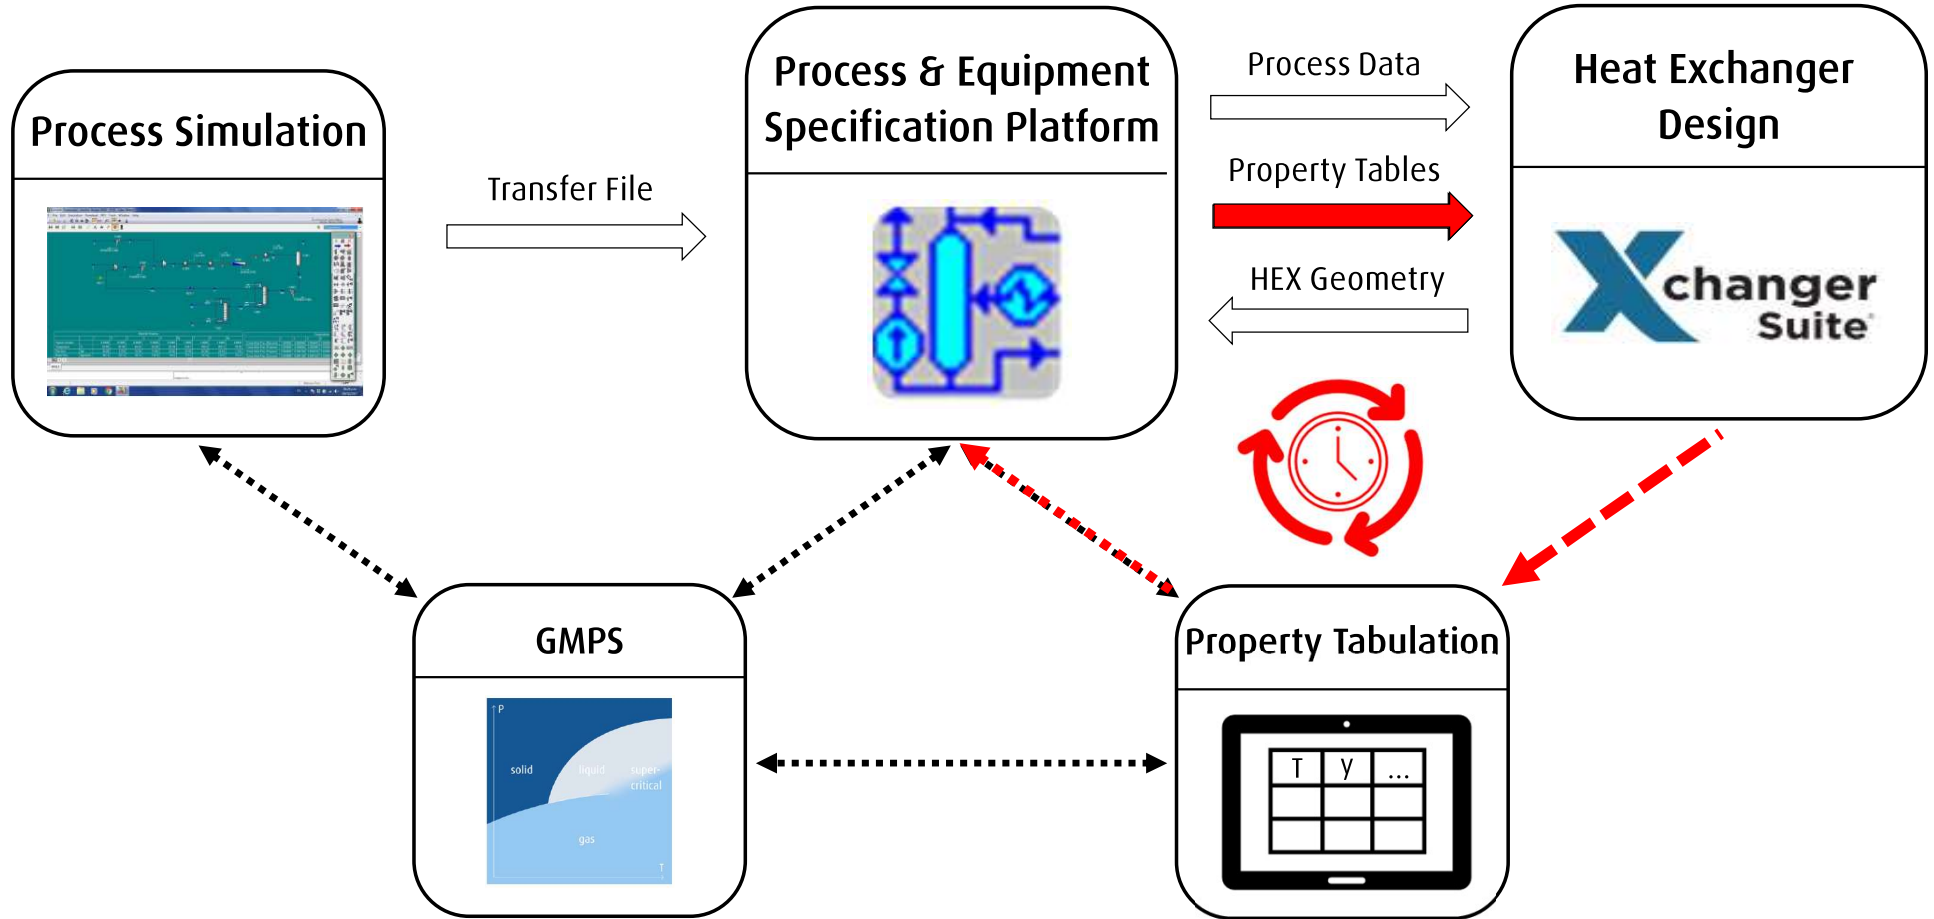 Process Simulation
Transfer File
Process & Equipment
Specification Platform
Process Data
Property Tables
HEX Geometry
Heat Exchanger
Design
Xchanger
Suite
GMPS
P
solid
liquid
super-
critical
gas
T
Property Tabulation
T y ...